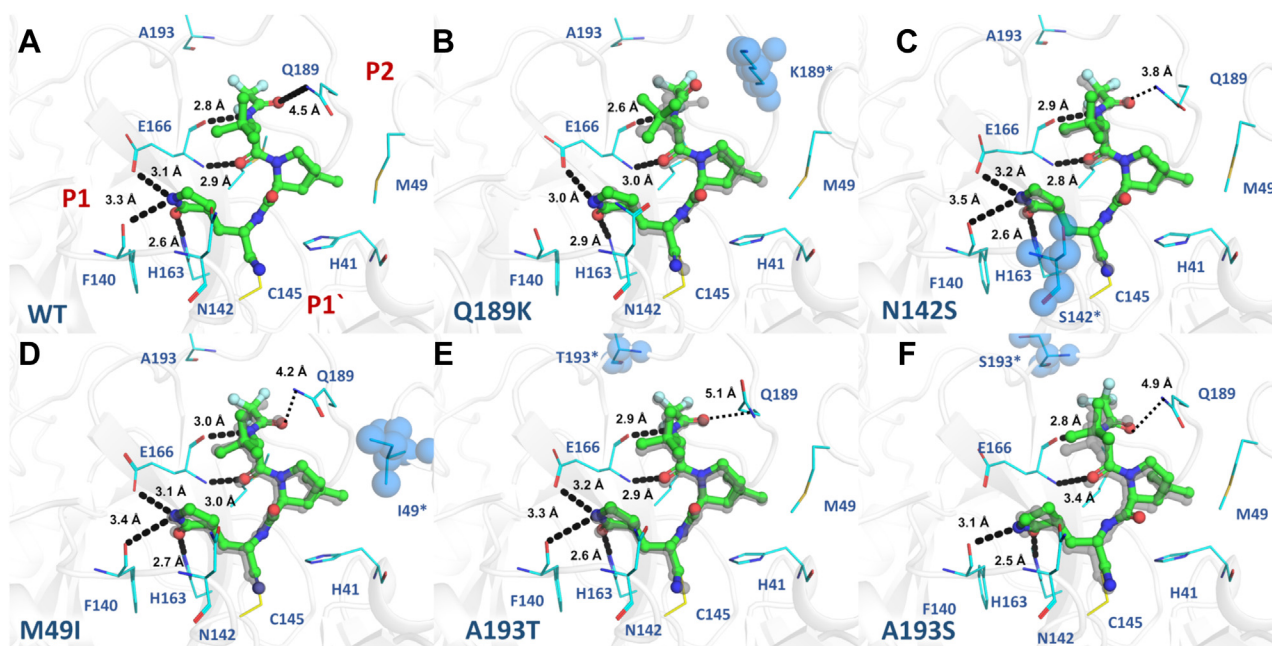 A
A193
Q189
P2
2.8 Å
4.5 Å
E166
3.1 Å
2.9 Å
M49
P1
3.3 Å
2.6 Å
F140
H163
H41
C145
N142
P1`
WT
B
A193
K189*
2.6 Å
E166
3.0 Å
M49
3.0 Å
2.9 Å
F140
H163
H41
C145
N142
Q189K
C
A193
3.8 Å
Q189
2.9 Å
E166
3.2 Å
2.8 Å
M49
3.5 Å
2.6 Å
F140
H163
H41
C145
S142*
N142S
D
A193
4.2 Å
Q189
3.0 Å
E166
3.1 Å
3.0 Å
I49*
3.4 Å
2.7 Å
F140
H163
H41
C145
N142
M49I
E
T193*
5.1 Å
Q189
2.9 Å
E166
3.2 Å
2.9 Å
M49
3.3 Å
2.6 Å
F140
H163
H41
C145
N142
A193T
F
S193*
4.9 Å
Q189
2.8 Å
E166
3.4 Å
M49
3.1 Å
2.5 Å
F140
H163
H41
C145
N142
A193S